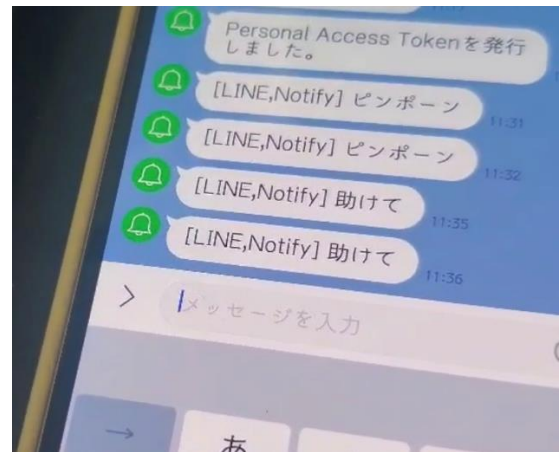 Personal Access Tokenを発行
しました。
[LINE,Notify] ピンポーン
11:31
[LINE,Notify] ピンポーン
11:32
[LINE,Notify] 助けて
11:35
[LINE,Notify] 助けて
11:36
メッセージを入力
→
あ